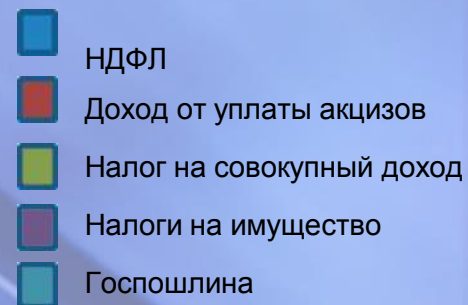 НДФЛ
Доход от уплаты акцизов
Налог на совокупный доход
Налоги на имущество
Госпошлина